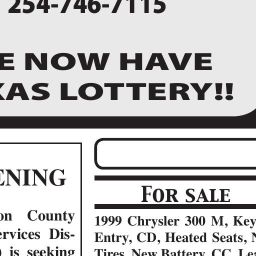 254-746-7115
E NOW HAVE
XAS LOTTERY!!
ENING
on County
ervices Dis-
) is seeking
FOR SALE
1999 Chrysler 300 M, Key
Entry, CD, Heated Seats, N
Tires, New Battery, CC, Lea